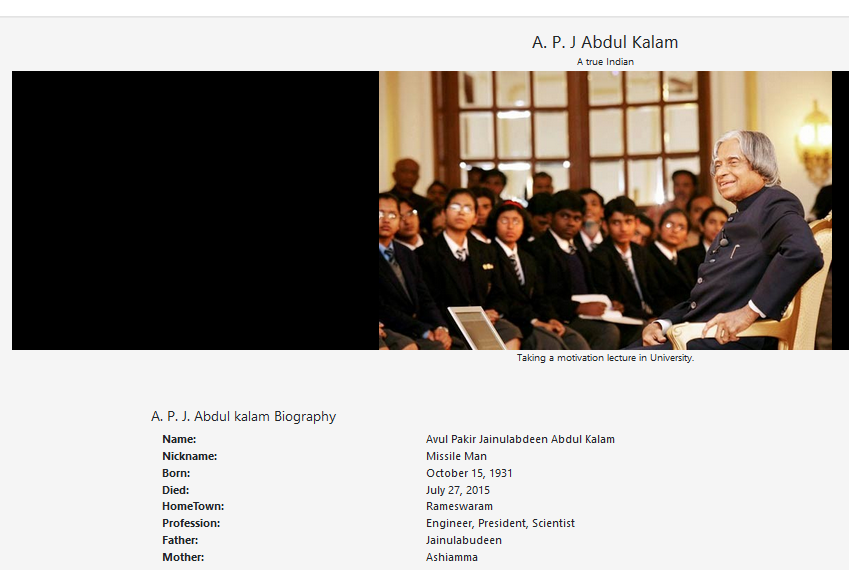 A. P. J Abdul Kalam
A true Indian
Taking a motivation lecture in University.
A. P. J. Abdul kalam Biography
Name: Avul Pakir Jainulabdeen Abdul Kalam
Nickname: Missile Man
Born: October 15, 1931
Died: July 27, 2015
HomeTown: Rameswaram
Profession: Engineer, President, Scientist
Father: Jainulabudeen
Mother: Ashiamma